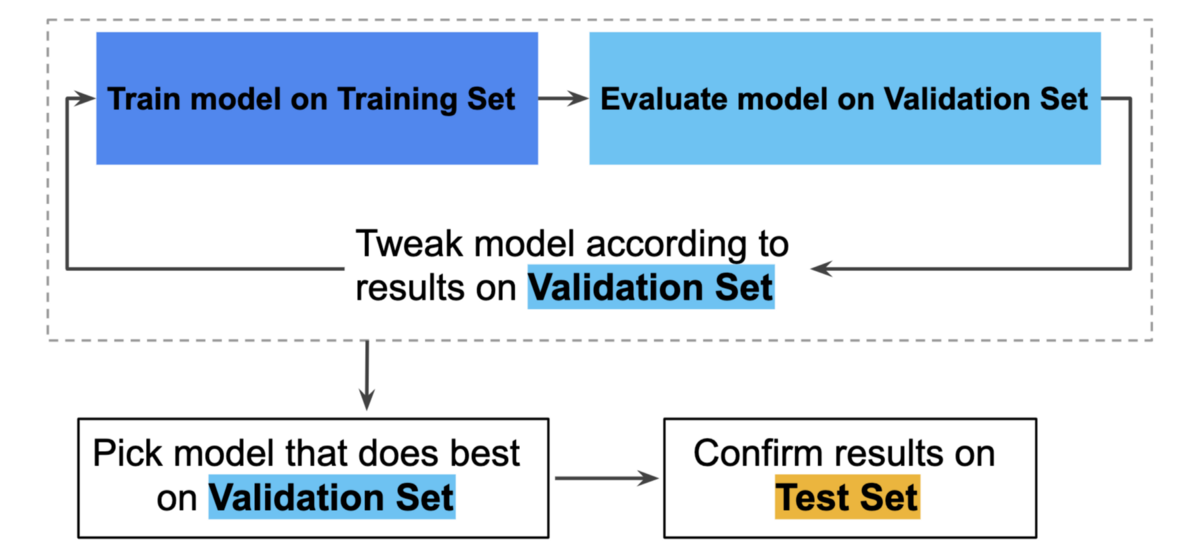 Train model on Training Set
Evaluate model on Validation Set
Tweak model according to
results on Validation Set
Pick model that does best
on Validation Set
Confirm results on
Test Set